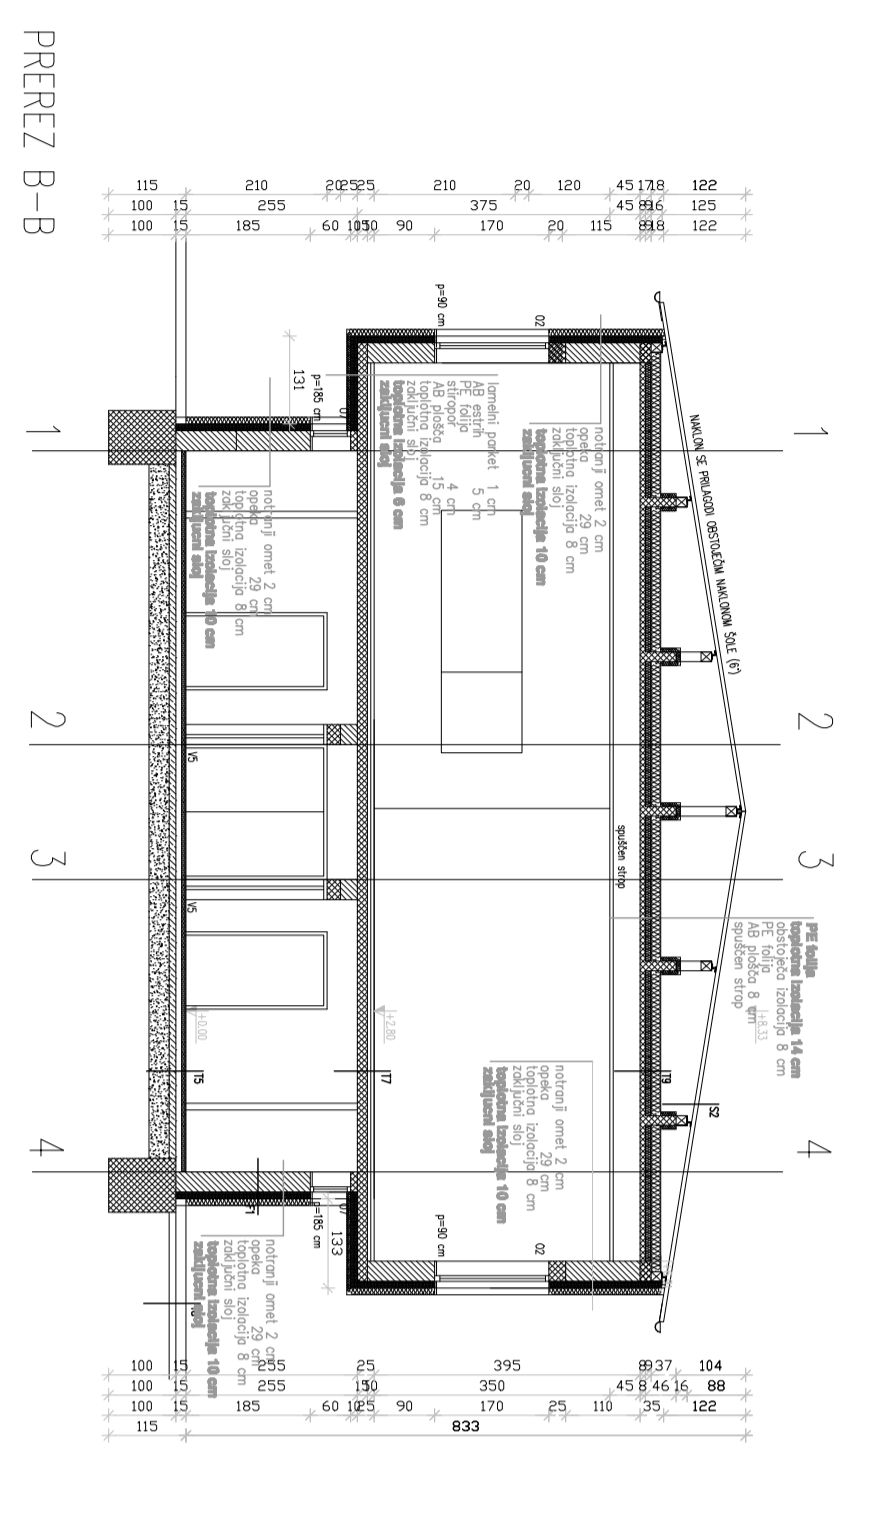 PREREZ B-B
115 210 20 25 25 210 20 120 45 17 18 122
100 15 255 375 45 8 9 16 125
100 15 185 60 10 15 10 90 170 20 115 8 9 18 122
1
2
3
4
1
2
3
4
NAKLON SE PRILAGODI OBSTOJEČIM NAKLONOM ŠOLE (6°)
p=90 cm
O2
131
p=185 cm
notranji omet 2 cm
opeka 29 cm
toplotna izolacija 8 cm
zaključni sloj
toplotna izolacija 10 cm
zaključni sloj
lamelni parket 1 cm
AB estrih 5 cm
PE folija
stiropor 4 cm
AB plošča 15 cm
toplotna izolacija 8 cm
zaključni sloj
toplotna izolacija 6 cm
zaključni sloj
notranji omet 2 cm
opeka 29 cm
toplotna izolacija 8 cm
zaključni sloj
toplotna izolacija 10 cm
zaključni sloj
V5
V5
spuščen strop
PE folija
toplotna izolacija 14 cm
obstoječa izolacija 8 cm
PE folija
AB plošča 8 cm
spuščen strop
+8.33
+2.80
+0.00
T5
T7
T9
S2
notranji omet 2 cm
opeka 29 cm
toplotna izolacija 8 cm
zaključni sloj
toplotna izolacija 10 cm
zaključni sloj
F1
p=185 cm
133
p=90 cm
O2
notranji omet 2 cm
opeka 29 cm
toplotna izolacija 8 cm
zaključni sloj
toplotna izolacija 10 cm
zaključni sloj
100 15 255 25 395 8 9 37 104
100 15 255 350 45 8 46 16 88
100 15 185 60 90 170 25 110 35 122
115 833